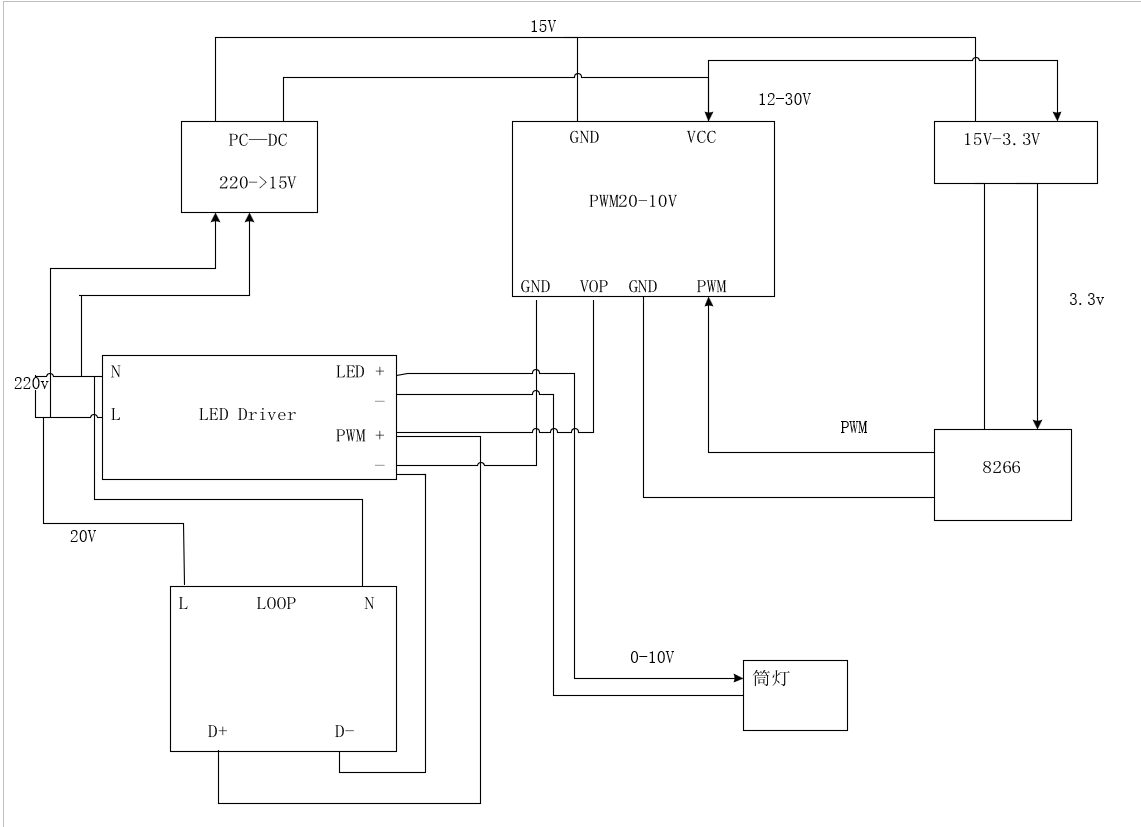 15V
12-30V
PC—DC
220->15V
GND VCC
PWM20-10V
GND VOP GND PWM
15V-3.3V
3.3v
220v
N LED +
-
L LED Driver
PWM +
-
PWM
8266
20V
L LOOP N
D+ D-
0-10V
筒灯